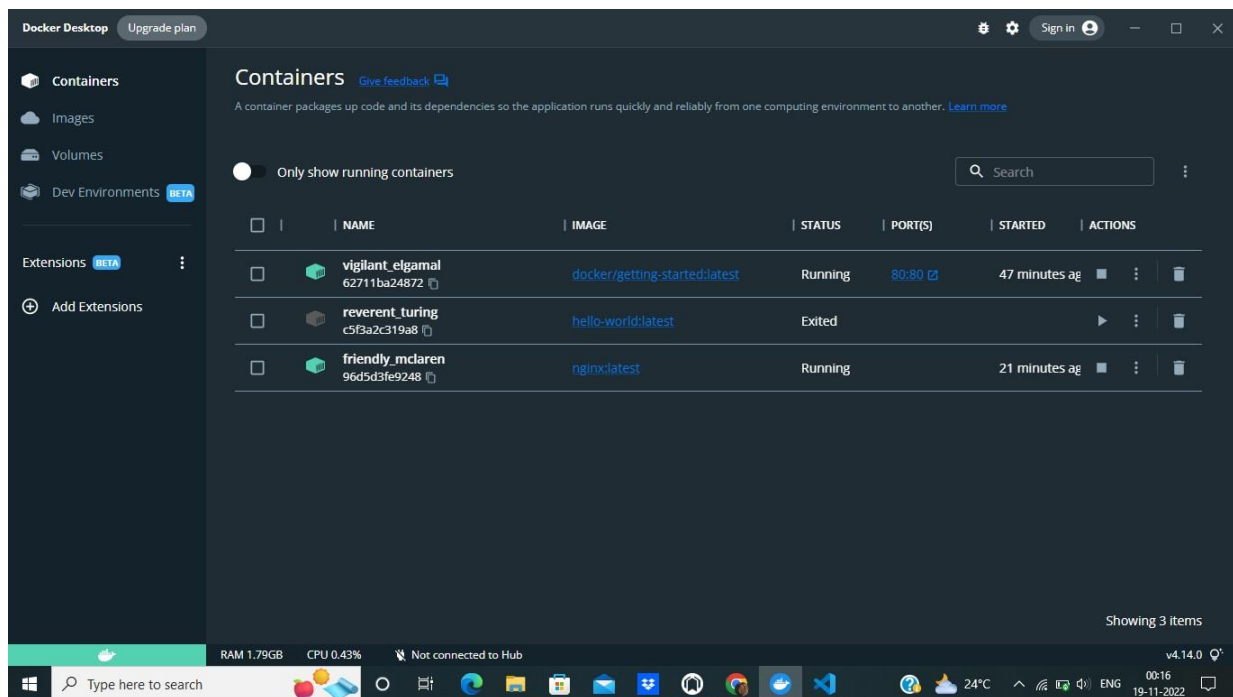 Docker Desktop Upgrade plan Sign in
Containers
Images
Volumes
Dev Environments BETA
Extensions BETA
Add Extensions
Containers Give feedback
A container packages up code and its dependencies so the application runs quickly and reliably from one computing environment to another. Learn more
Only show running containers Search
NAME IMAGE STATUS PORT(S) STARTED ACTIONS
vigilant_elgamal docker/getting-started:latest Running 80:80 47 minutes ag
62711ba24872
reverent_turing hello-world:latest Exited
c5f3a2c319a8
friendly_mclaren nginx:latest Running 21 minutes ag
96d5d3fe9248
Showing 3 items
RAM 1.79GB CPU 0.43% Not connected to Hub v4.14.0
Type here to search 24°C ENG 00:16
19-11-2022